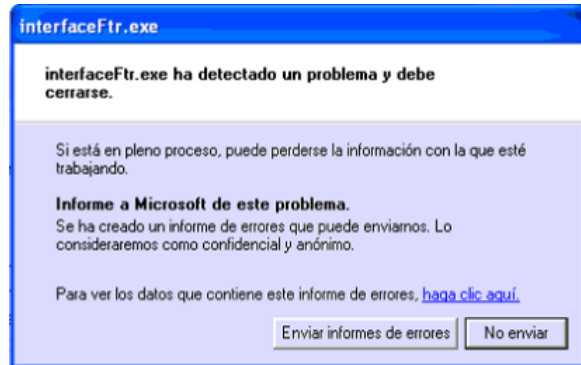 interfaceFtr.exe
interfaceFtr.exe ha detectado un problema y debe
cerrarse.
Si está en pleno proceso, puede perderse la información con la que esté
trabajando.
Informe a Microsoft de este problema.
Se ha creado un informe de errores que puede enviarnos. Lo
consideraremos como confidencial y anónimo.
Para ver los datos que contiene este informe de errores, haga clic aquí.
Enviar informes de errores No enviar